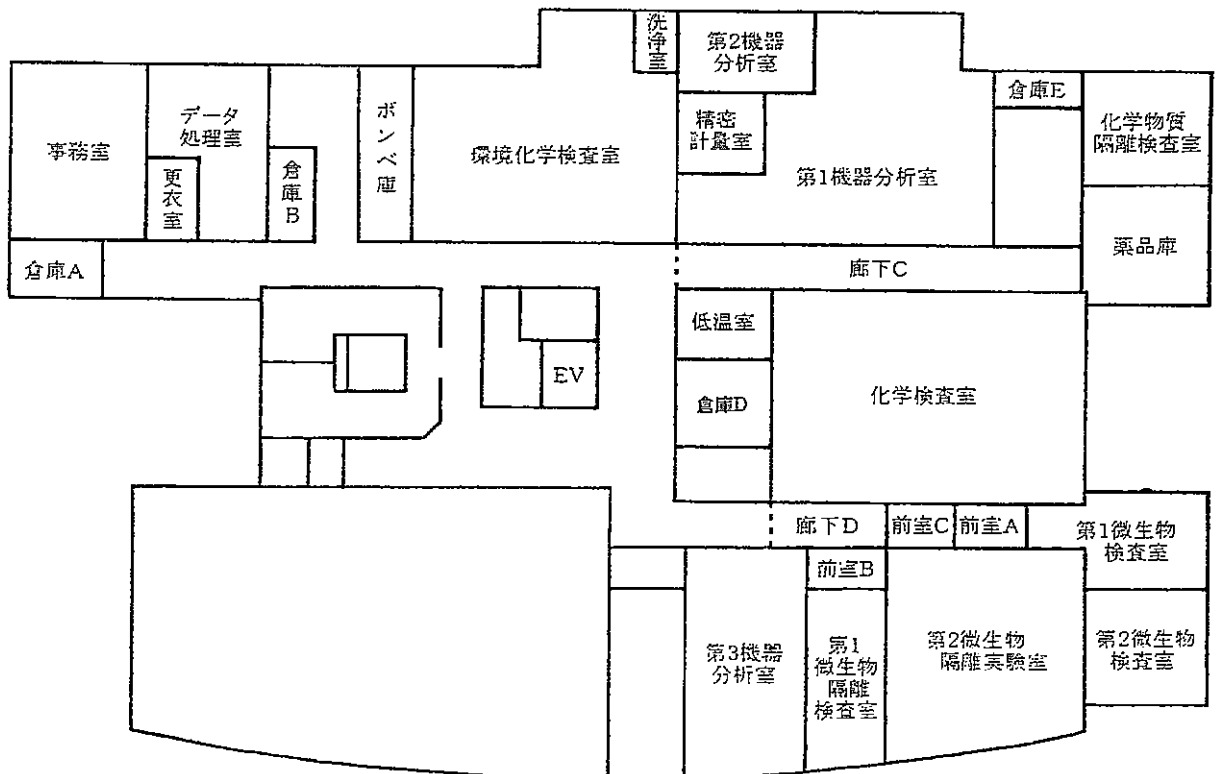 洗浄室
第2機器
分析室
倉庫E
化学物質
隔離検査室
事務室
データ
処理室
更衣室
倉庫B
ボンベ庫
環境化学検査室
精密
計量室
第1機器分析室
薬品庫
倉庫A
廊下C
低温室
EV
倉庫D
化学検査室
廊下D
前室C
前室A
第1微生物
検査室
前室B
第3機器
分析室
第1
微生物
隔離
検査室
第2微生物
隔離実験室
第2微生物
検査室